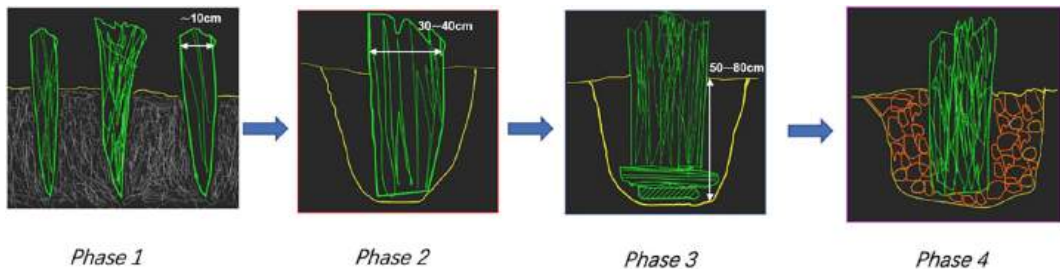 ~10cm
30~40cm
50~80cm
Phase 1
Phase 2
Phase 3
Phase 4